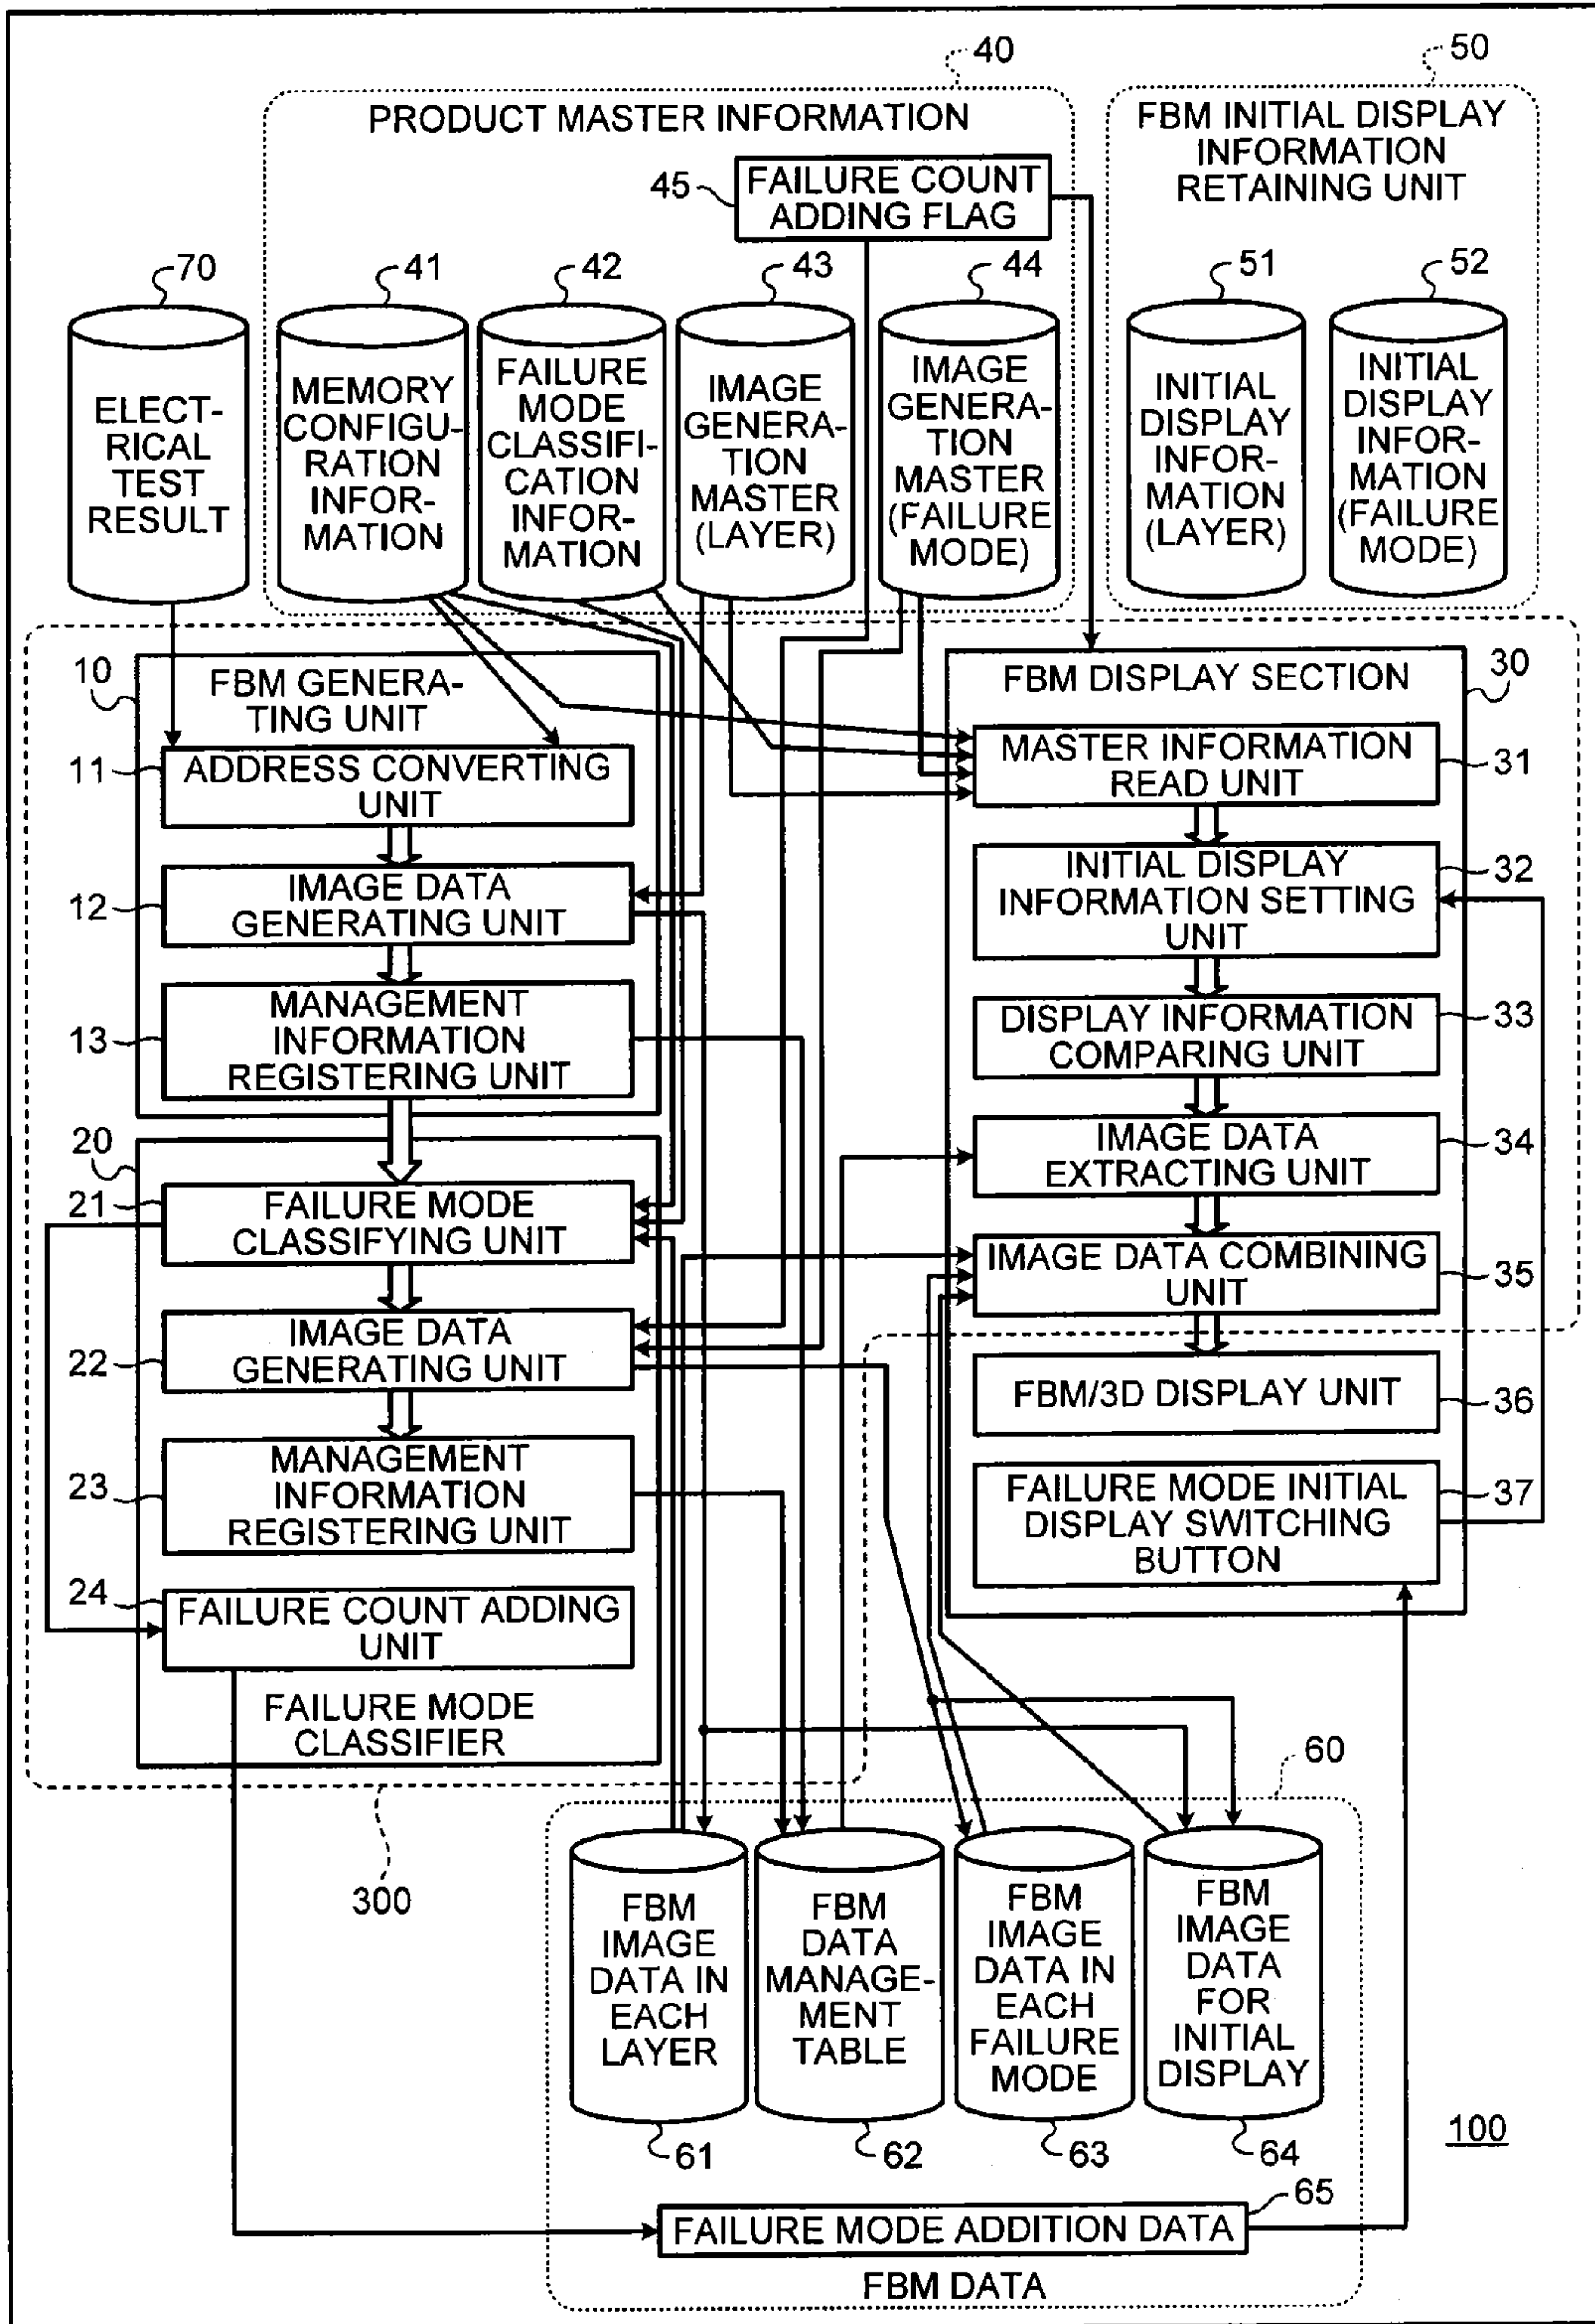 40
50
PRODUCT MASTER INFORMATION
FBM INITIAL DISPLAY
INFORMATION
RETAINING UNIT
45
FAILURE COUNT
ADDING FLAG
70
41
42
43
44
51
52
ELECT-
RICAL
TEST
RESULT
MEMORY
CONFIGU-
RATION
INFOR-
MATION
FAILURE
MODE
CLASSIFI-
CATION
INFOR-
MATION
IMAGE
GENERA-
TION
MASTER
(LAYER)
IMAGE
GENERA-
TION
MASTER
(FAILURE
MODE)
INITIAL
DISPLAY
INFOR-
MATION
(LAYER)
INITIAL
DISPLAY
INFOR-
MATION
(FAILURE
MODE)
10
FBM GENERA-
TING UNIT
11
ADDRESS CONVERTING
UNIT
12
IMAGE DATA
GENERATING UNIT
13
MANAGEMENT
INFORMATION
REGISTERING UNIT
20
21
FAILURE MODE
CLASSIFYING UNIT
22
IMAGE DATA
GENERATING UNIT
23
MANAGEMENT
INFORMATION
REGISTERING UNIT
24
FAILURE COUNT ADDING
UNIT
FAILURE MODE
CLASSIFIER
FBM DISPLAY SECTION
30
MASTER INFORMATION
READ UNIT
31
INITIAL DISPLAY
INFORMATION SETTING
UNIT
32
DISPLAY INFORMATION
COMPARING UNIT
33
IMAGE DATA
EXTRACTING UNIT
34
IMAGE DATA COMBINING
UNIT
35
FBM/3D DISPLAY UNIT
36
FAILURE MODE INITIAL
DISPLAY SWITCHING
BUTTON
37
300
60
FBM
IMAGE
DATA IN
EACH
LAYER
FBM
DATA
MANAGE-
MENT
TABLE
FBM
IMAGE
DATA IN
EACH
FAILURE
MODE
FBM
IMAGE
DATA
FOR
INITIAL
DISPLAY
61
62
63
64
100
65
FAILURE MODE ADDITION DATA
FBM DATA